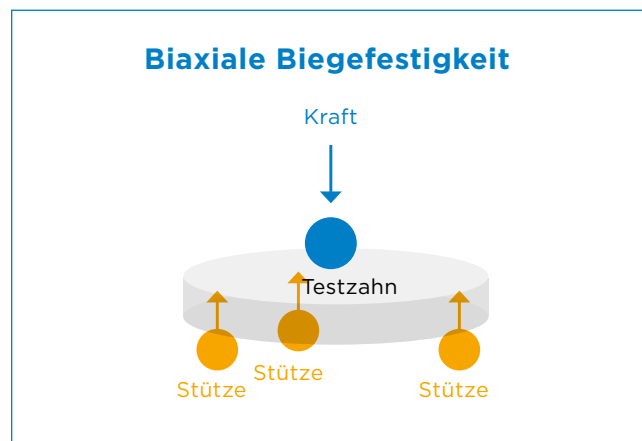 Biaxiale Biegefestigkeit
Kraft
Testzahn
Stütze
Stütze
Stütze